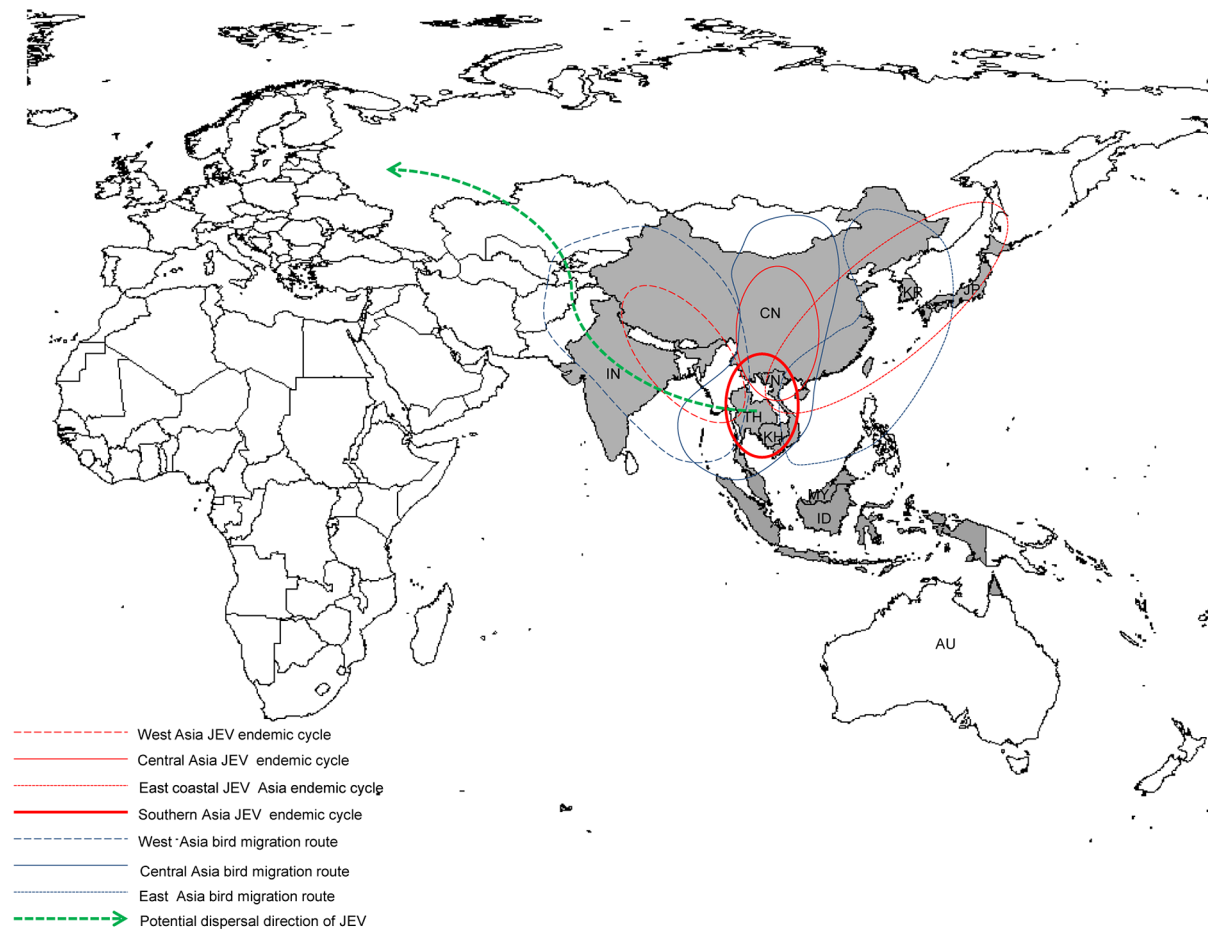 CN
KR
JP
IN
VN
TH
KH
MY
ID
AU
West Asia JEV endemic cycle
Central Asia JEV endemic cycle
East coastal JEV Asia endemic cycle
Southern Asia JEV endemic cycle
West Asia bird migration route
Central Asia bird migration route
East Asia bird migration route
Potential dispersal direction of JEV